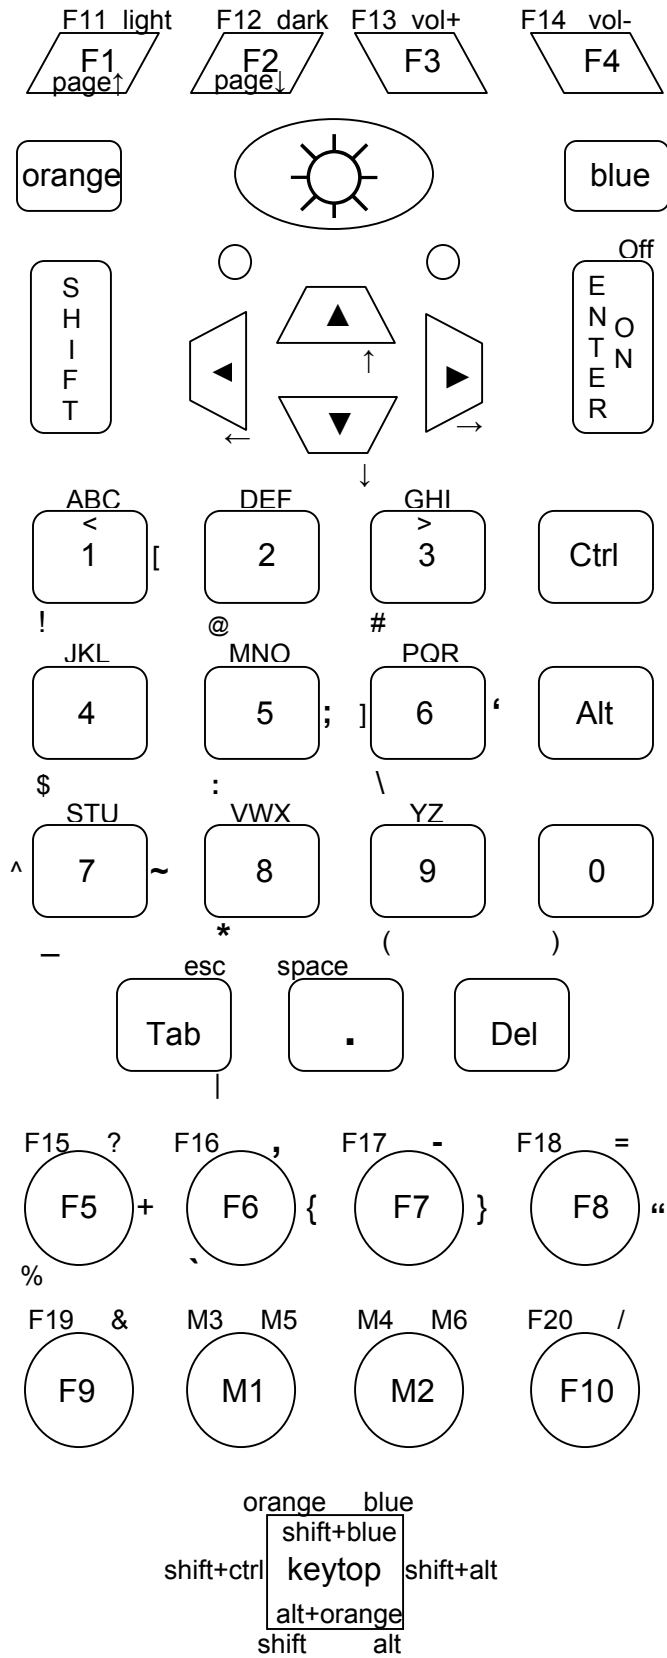 F11 light F12 dark F13 vol+ F14 vol-
F1 F2 F3 F4
page↑ page↓
orange blue
Off
SHIFT ENTER ON
▲
↑
◄ ►
← →
▼
↓
ABC DEF GHI
< >
1 [ 2 3 Ctrl
! @ #
JKL MNO PQR
4 5 ; ] 6 ‘ Alt
$ : \
STU VWX YZ
^ 7 ~ 8 9 0
_ * ( )
esc space
Tab . Del
|
F15 ? F16 , F17 - F18 =
F5 + F6 { F7 } F8 “
% `
F19 & M3 M5 M4 M6 F20 /
F9 M1 M2 F10
orange blue
shift+blue
shift+ctrl keytop shift+alt
alt+orange
shift alt